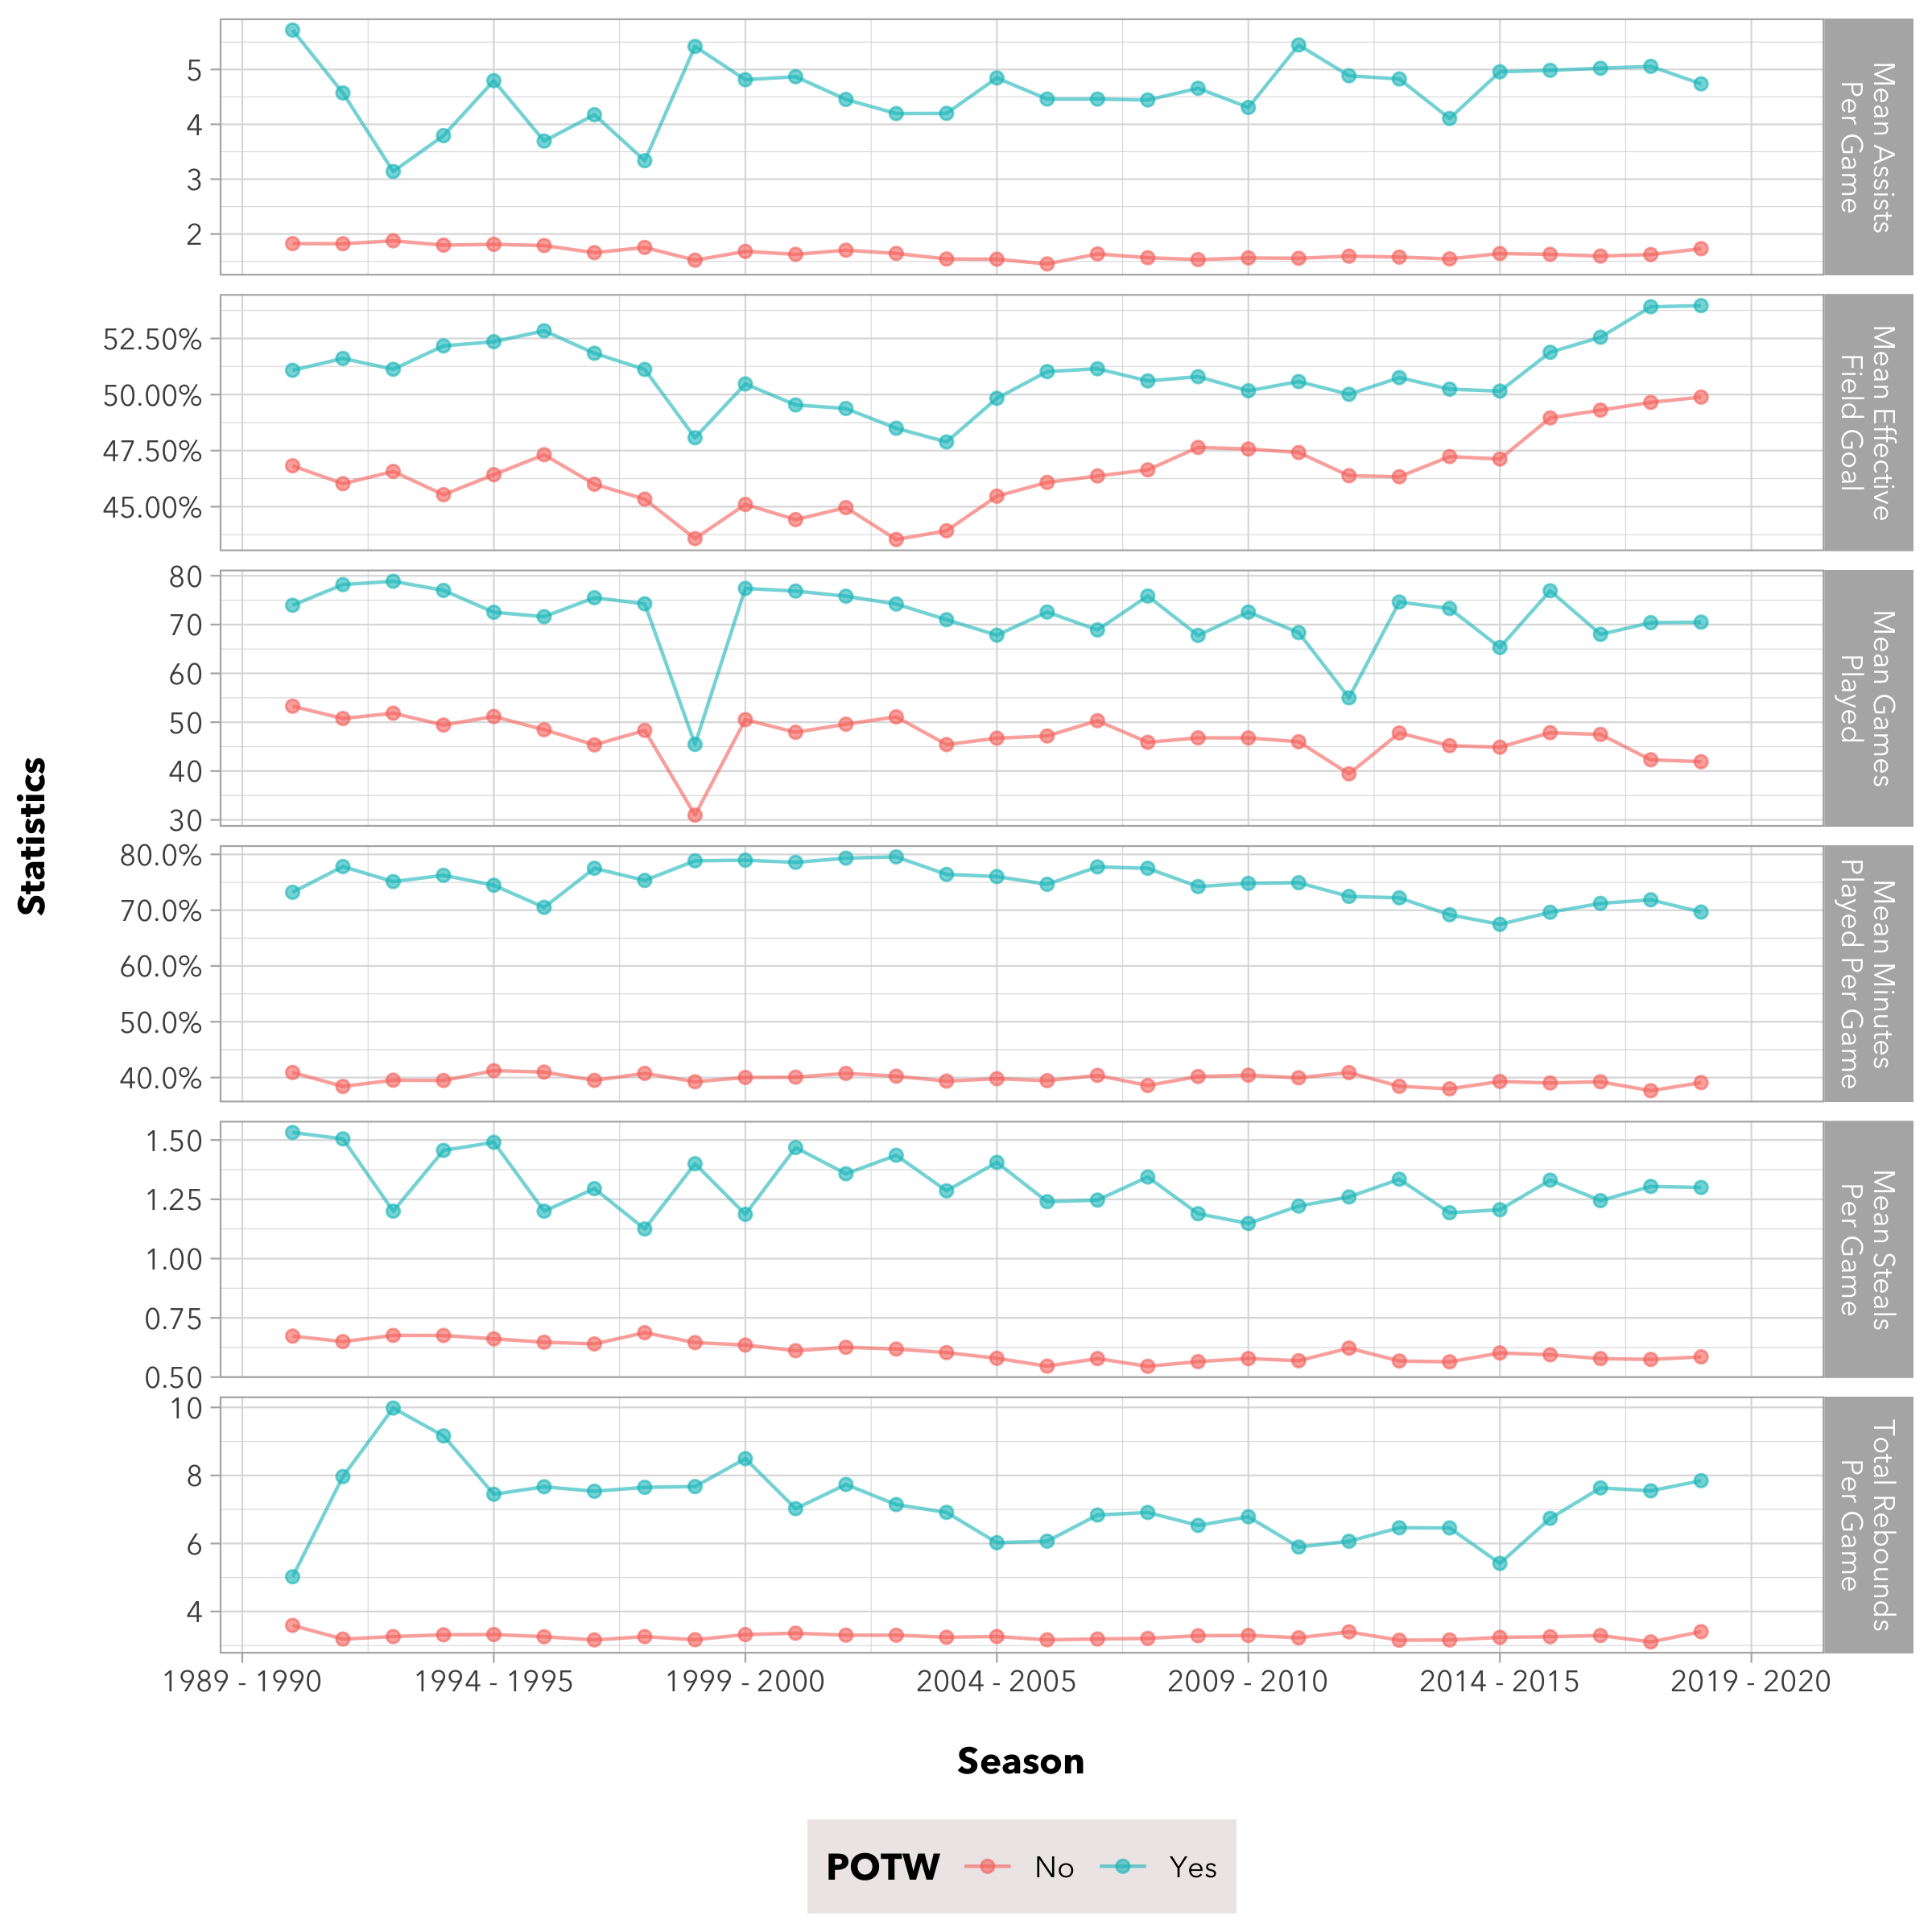 Statistics
5
4
3
2
Mean Assists
Per Game
52.50%
50.00%
47.50%
45.00%
Mean Effective
Field Goal
80
70
60
50
40
30
Mean Games
Played
80.0%
70.0%
60.0%
50.0%
40.0%
Mean Minutes
Played Per Game
1.50
1.25
1.00
0.75
0.50
Mean Steals
Per Game
10
8
6
4
Total Rebounds
Per Game
1989 - 1990 1994 - 1995 1999 - 2000 2004 - 2005 2009 - 2010 2014 - 2015 2019 - 2020
Season
POTW No Yes